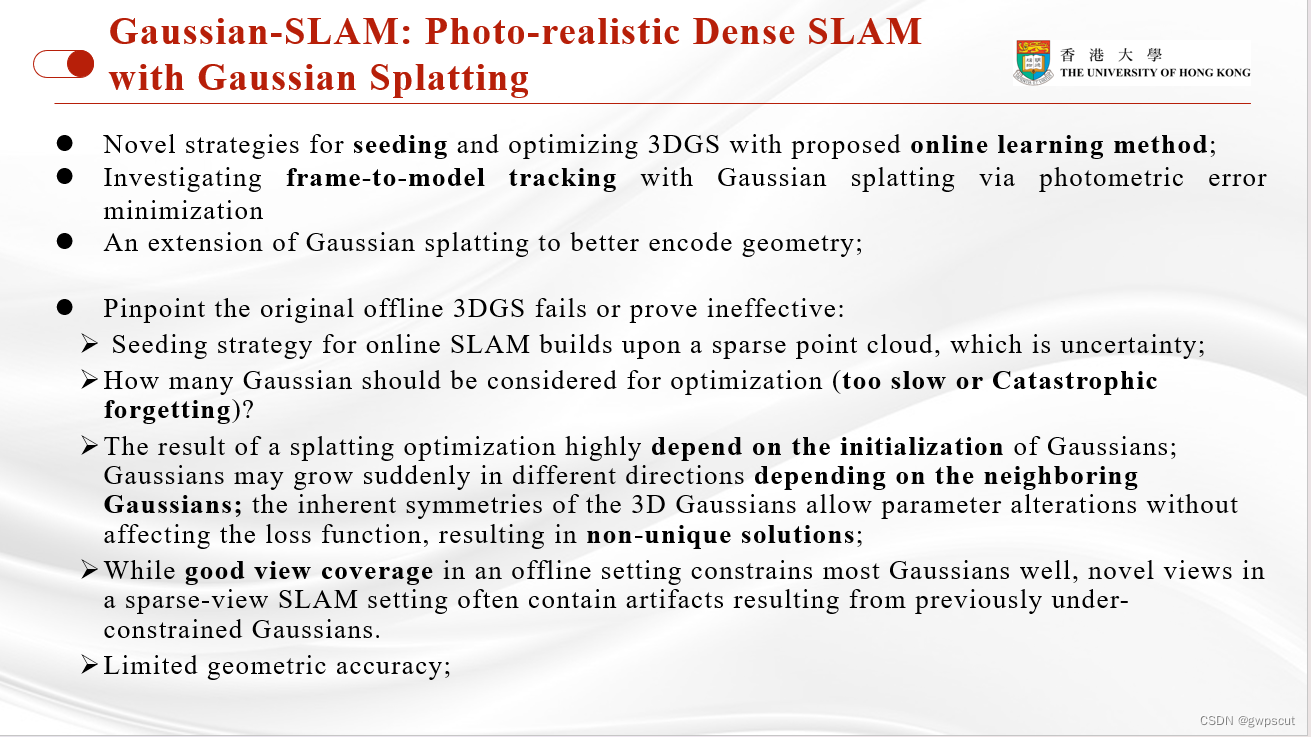 Gaussian-SLAM: Photo-realistic Dense SLAM
with Gaussian Splatting
香港大學
THE UNIVERSITY OF HONG KONG
● Novel strategies for seeding and optimizing 3DGS with proposed online learning method;
● Investigating frame-to-model tracking with Gaussian splatting via photometric error
minimization
● An extension of Gaussian splatting to better encode geometry;
● Pinpoint the original offline 3DGS fails or prove ineffective:
➢ Seeding strategy for online SLAM builds upon a sparse point cloud, which is uncertainty;
➢ How many Gaussian should be considered for optimization (too slow or Catastrophic
forgetting)?
➢ The result of a splatting optimization highly depend on the initialization of Gaussians;
Gaussians may grow suddenly in different directions depending on the neighboring
Gaussians; the inherent symmetries of the 3D Gaussians allow parameter alterations without
affecting the loss function, resulting in non-unique solutions;
➢ While good view coverage in an offline setting constrains most Gaussians well, novel views in
a sparse-view SLAM setting often contain artifacts resulting from previously under-
constrained Gaussians.
➢ Limited geometric accuracy;
CSDN @gwpscut